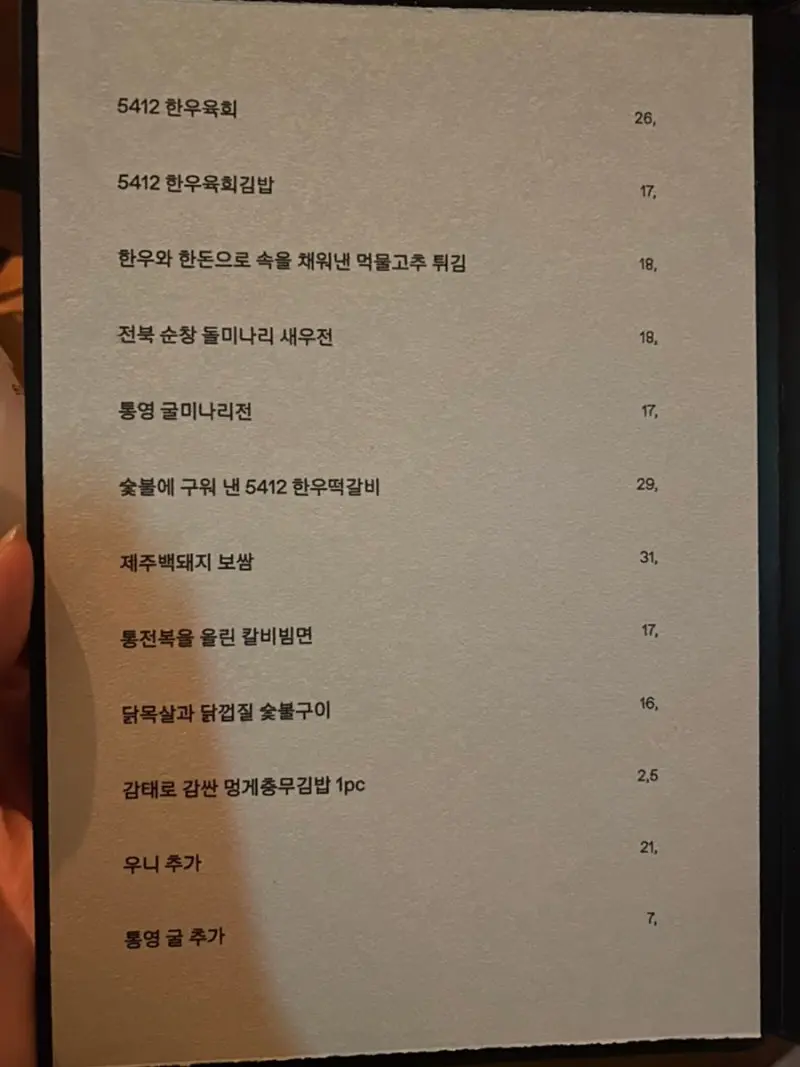 5412 한우육회 26,
5412 한우육회김밥 17,
한우와 한돈으로 속을 채워낸 먹물고추 튀김 18,
전북 순창 돌미나리 새우전 18,
통영 굴미나리전 17,
숯불에 구워 낸 5412 한우떡갈비 29,
제주백돼지 보쌈 31,
통전복을 올린 칼비빔면 17,
닭목살과 닭껍질 숯불구이 16,
감태로 감싼 멍게충무김밥 1pc 2,5
우니 추가 21,
통영 굴 추가 7,